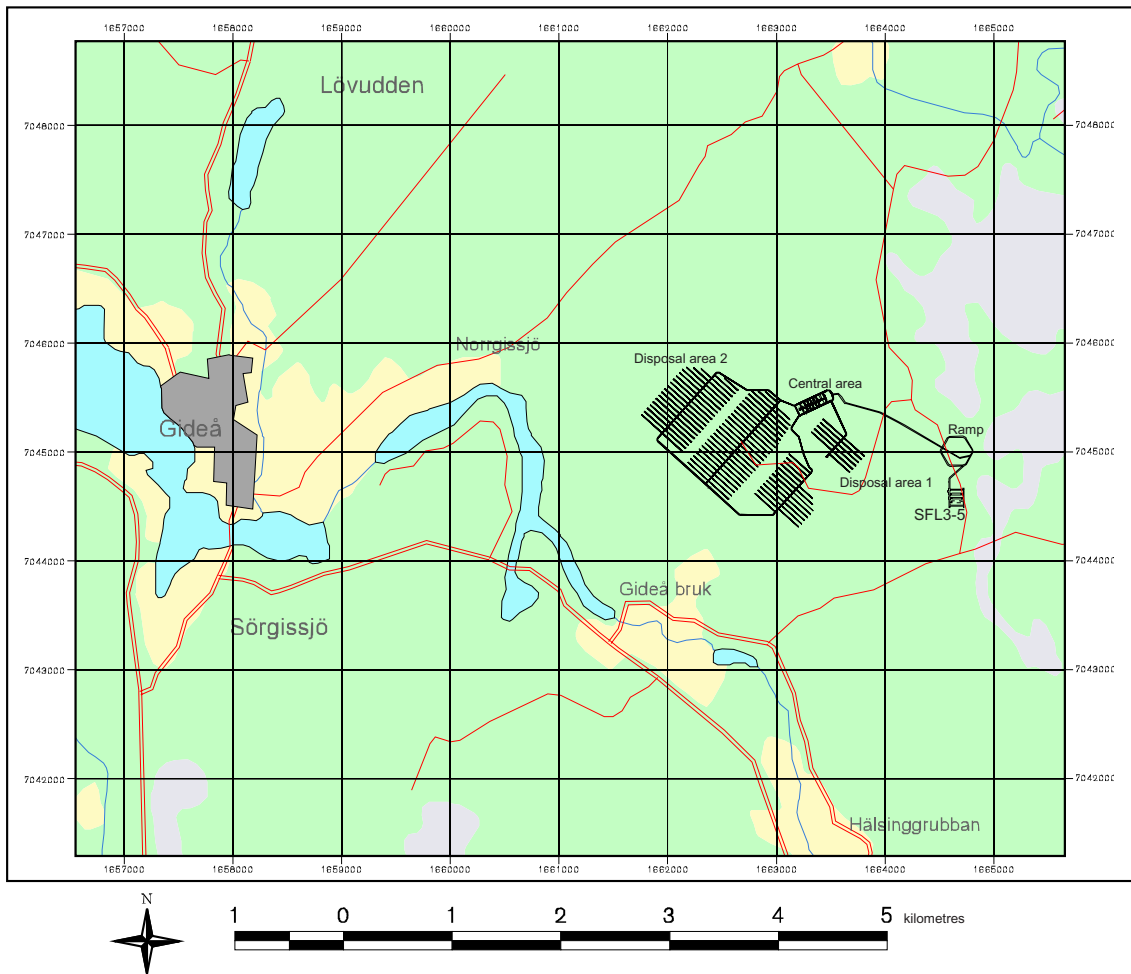 1657000 1658000 1659000 1660000 1661000 1662000 1663000 1664000 1665000
Lövudden
7048000 7048000
7047000 7047000
7046000 7046000
Norrgissjö
Disposal area 2
Central area
Gideå
Ramp
7045000 7045000
Disposal area 1
SFL3-5
7044000 7044000
Gideå bruk
Sörgissjö
7043000 7043000
7042000 7042000
Hälsinggrubban
1657000 1658000 1659000 1660000 1661000 1662000 1663000 1664000 1665000
N
1 0 1 2 3 4 5 kilometres